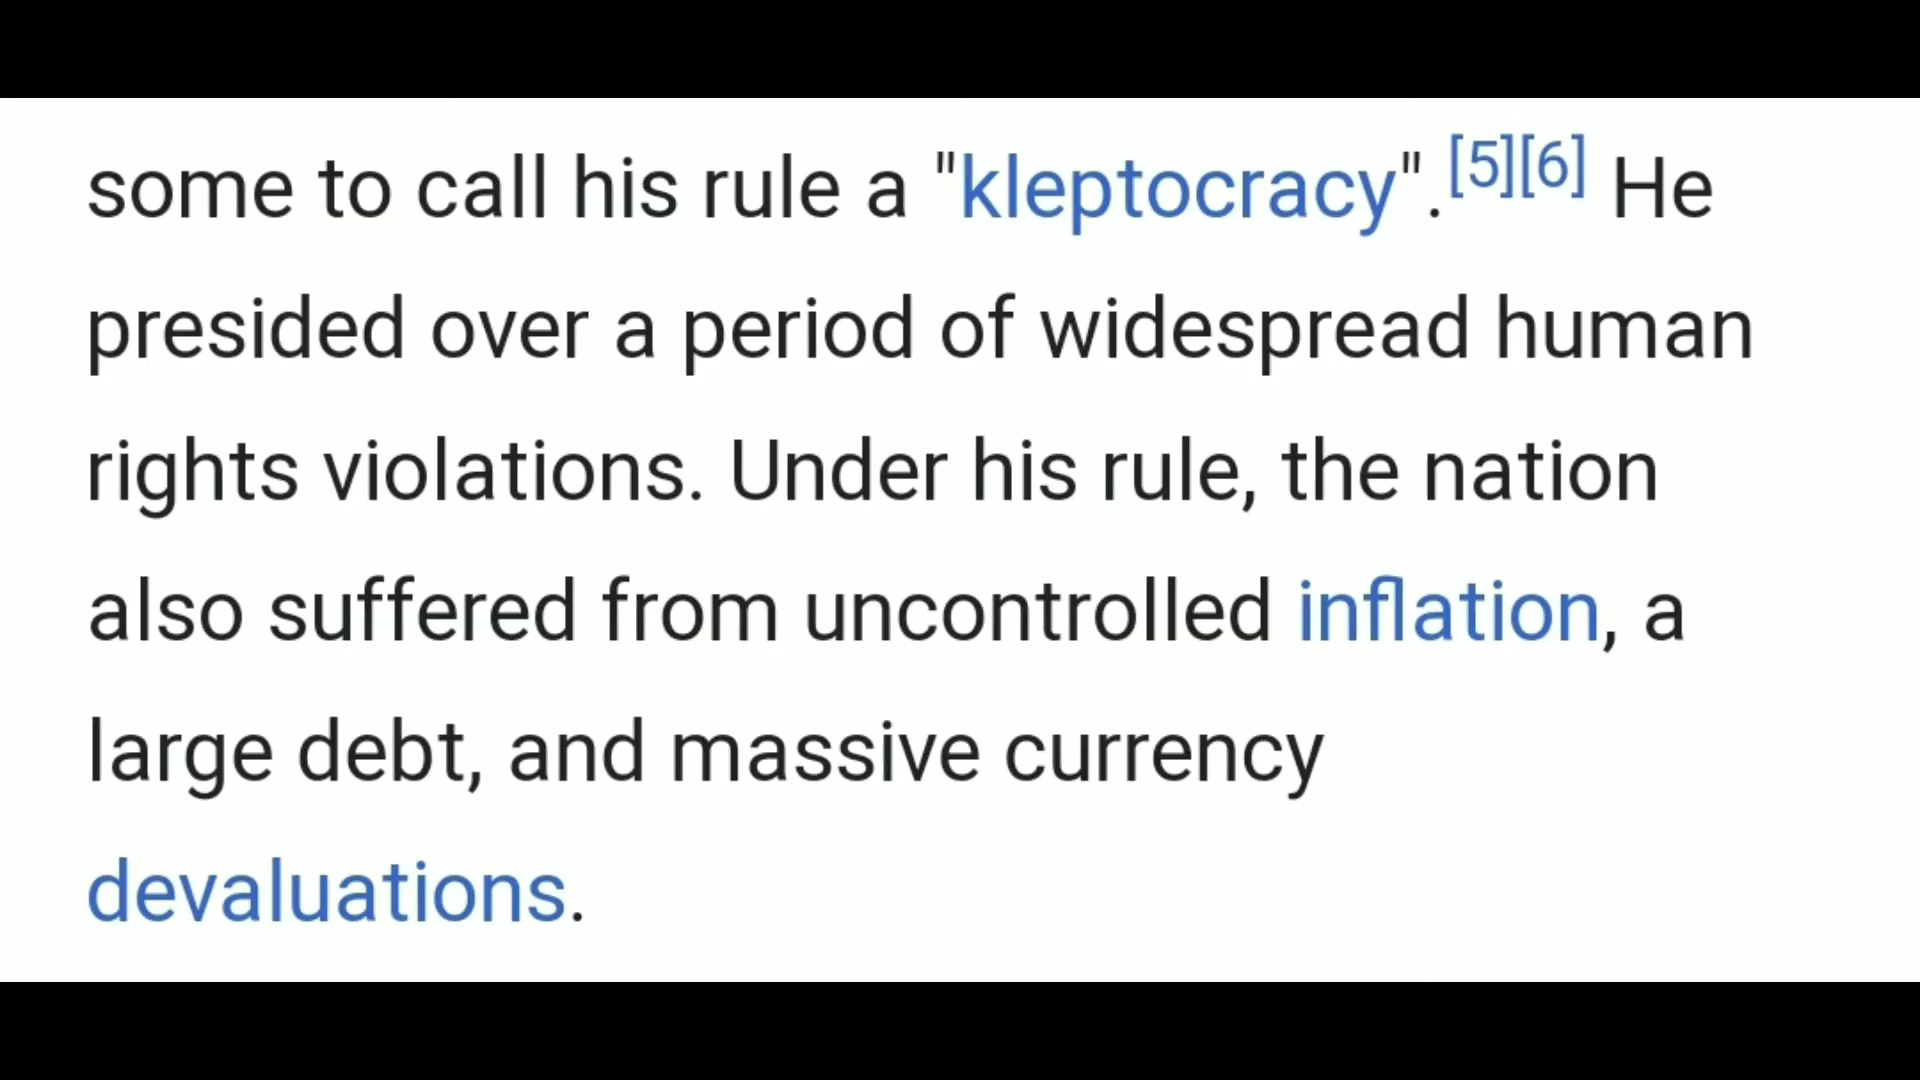 some to call his rule a "kleptocracy".[5][6] He
presided over a period of widespread human
rights violations. Under his rule, the nation
also suffered from uncontrolled inflation, a
large debt, and massive currency
devaluations.